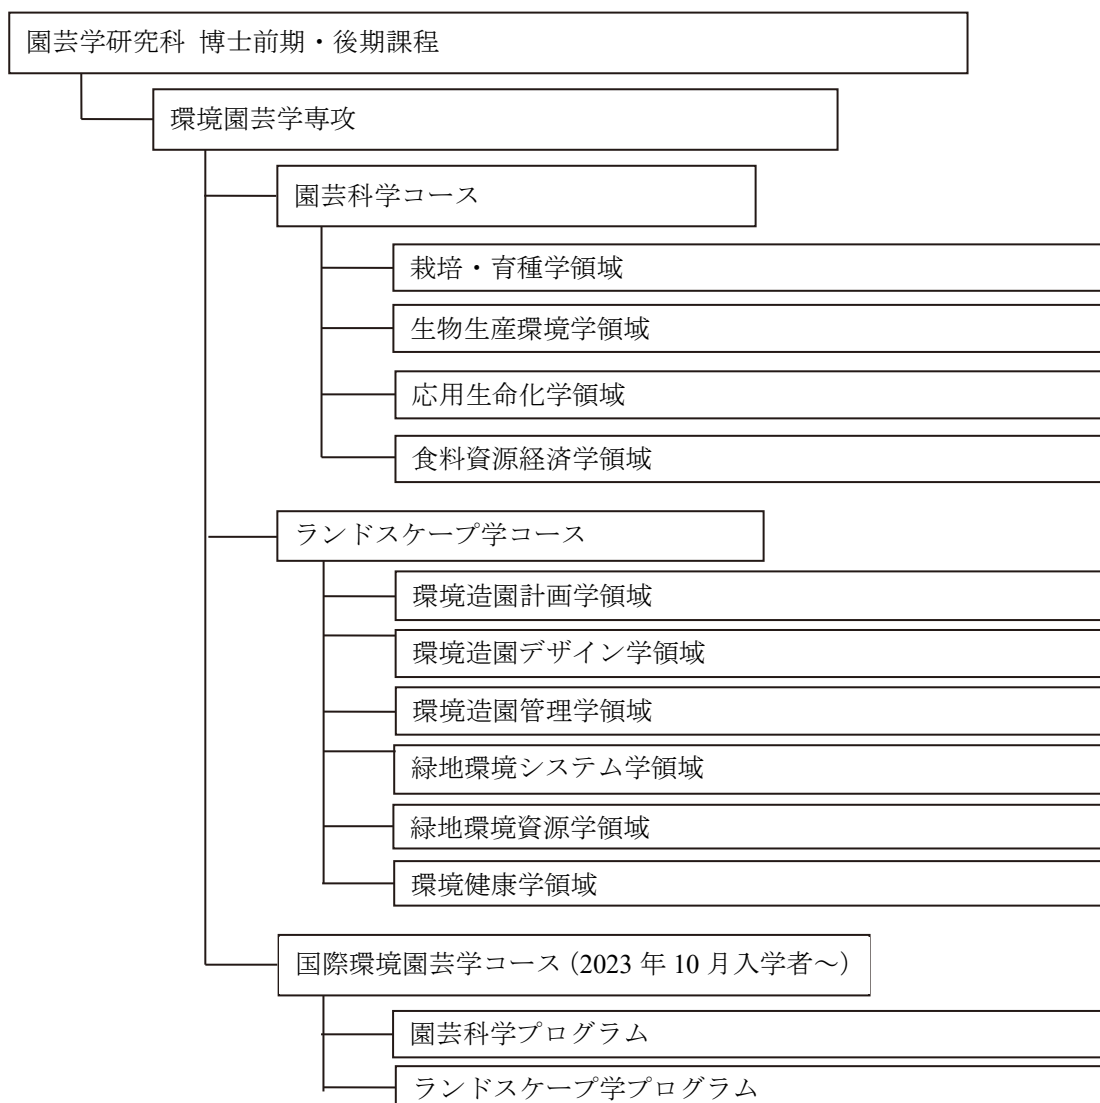 園芸学研究科 博士前期・後期課程
環境園芸学専攻
園芸科学コース
栽培・育種学領域
生物生産環境学領域
応用生命化学領域
食料資源経済学領域
ランドスケープ学コース
環境造園計画学領域
環境造園デザイン学領域
環境造園管理学領域
緑地環境システム学領域
緑地環境資源学領域
環境健康学領域
国際環境園芸学コース（2023 年 10 月入学者～）
園芸科学プログラム
ランドスケープ学プログラム